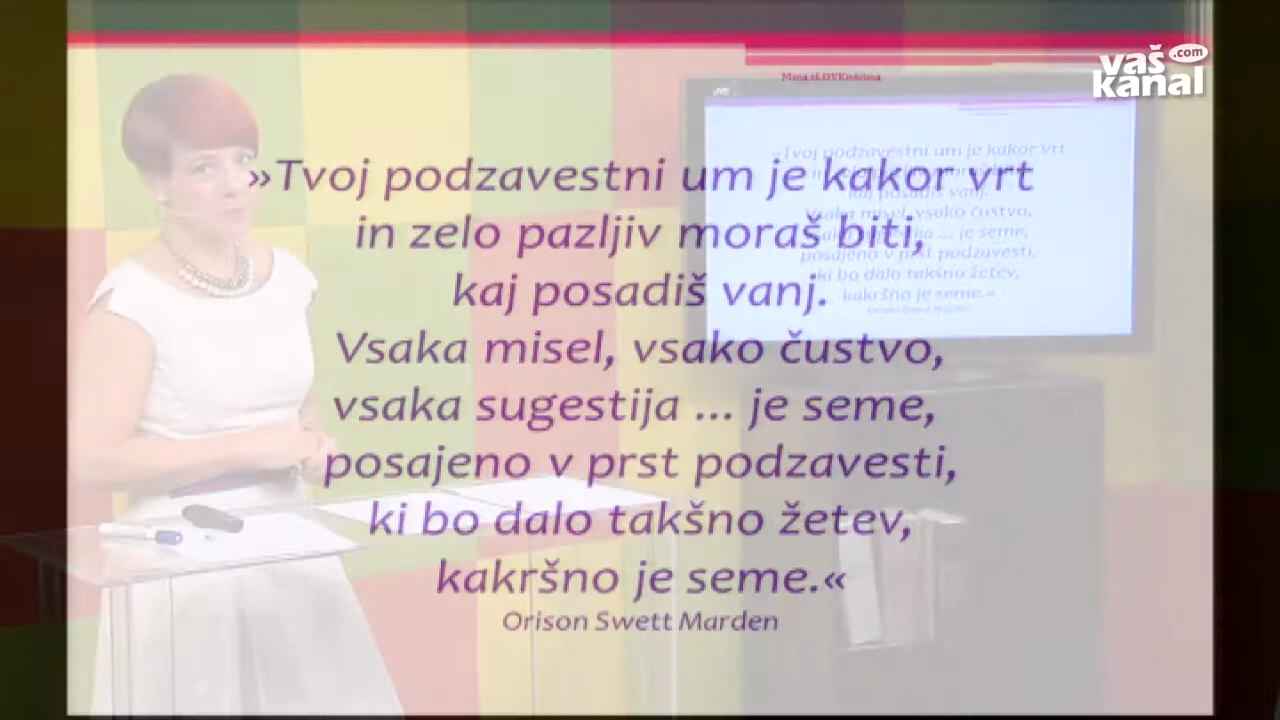 vaš
.com
kanal
»Tvoj podzavestni um je kakor vrt
in zelo pazljiv moraš biti,
kaj posadiš vanj.
Vsaka misel, vsako čustvo,
vsaka sugestija ... je seme,
posajeno v prst podzavesti,
ki bo dalo takšno žetev,
kakršno je seme.«
Orison Swett Marden